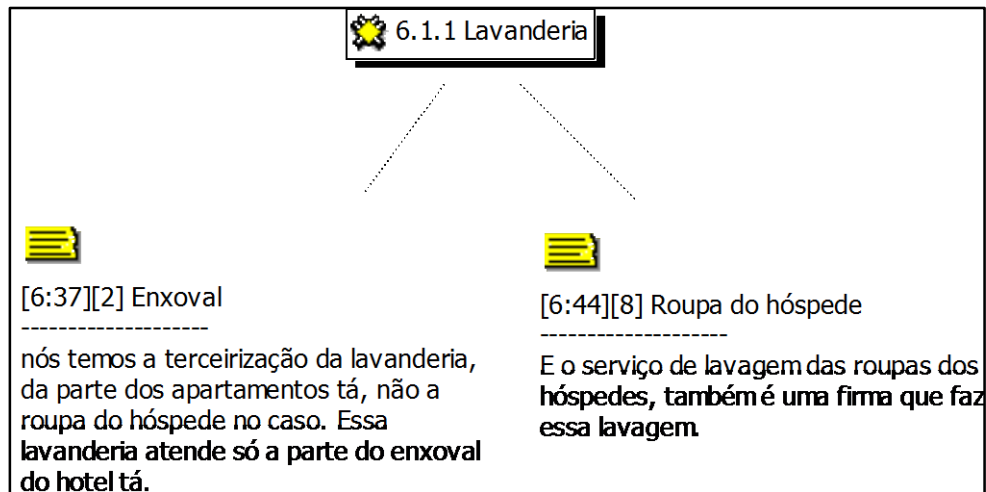 6.1.1 Lavanderia
[6:37][2] Enxoval
--------------------
nós temos a terceirização da lavanderia,
da parte dos apartamentos tá, não a
roupa do hóspede no caso. Essa
lavanderia atende só a parte do enxoval
do hotel tá.
[6:44][8] Roupa do hóspede
--------------------
E o serviço de lavagem das roupas dos
hóspedes, também é uma firma que faz
essa lavagem.